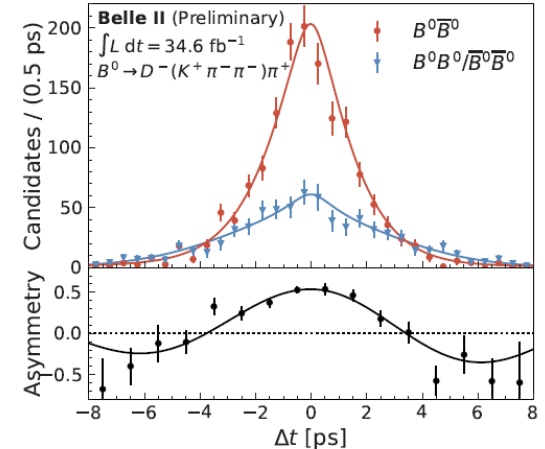 Belle II (Preliminary)
∫L dt = 34.6 fb⁻¹
B⁰→D⁻(K⁺π⁻π⁻)π⁺
B⁰B̅⁰
B⁰B⁰/B̅⁰B̅⁰
Candidates / (0.5 ps)
200
150
100
50
0
Asymmetry
0.5
0.0
−0.5
−8 −6 −4 −2 0 2 4 6 8
Δt [ps]